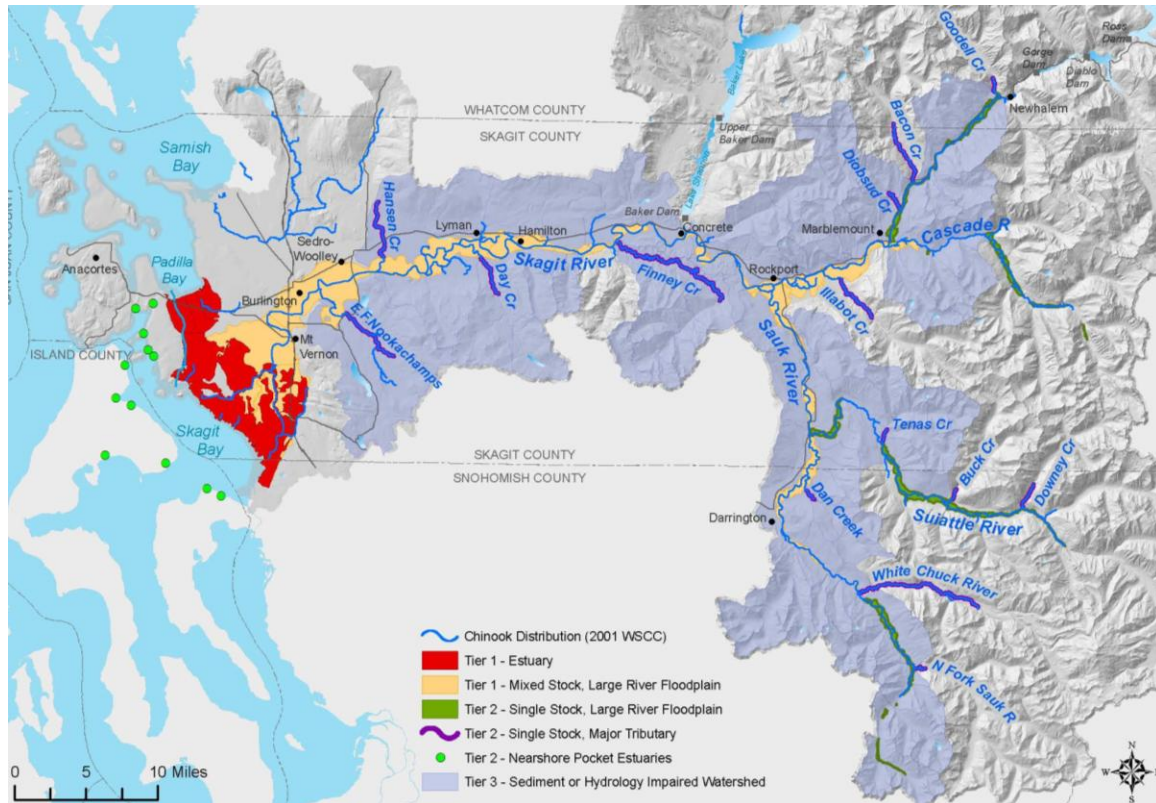 Goodell Cr
Ross
Dam
Gorge
Dam
Diablo
Dam
Newhalem
Baker Lake
WHATCOM COUNTY
SKAGIT COUNTY
Upper
Baker Dam
Bacon Cr
Samish
Bay
Diobsud Cr
Lake Shannon
Hansen Cr
Lyman
Hamilton
Baker Dam
Concrete
Marblemount
Cascade R
Sedro-
Woolley
Skagit River
Anacortes
Padilla
Bay
Day Cr
Finney Cr
Rockport
Illabot Cr
Burlington
E.F.Nookachamps
Mt
Vernon
ISLAND COUNTY
Sauk River
Skagit
Bay
Tenas Cr
Buck Cr
Downey Cr
SKAGIT COUNTY
SNOHOMISH COUNTY
Dan Creek
Suiattle River
Darrington
White Chuck River
N Fork Sauk R
Chinook Distribution (2001 WSCC)
Tier 1 - Estuary
Tier 1 - Mixed Stock, Large River Floodplain
Tier 2 - Single Stock, Large River Floodplain
Tier 2 - Single Stock, Major Tributary
Tier 2 - Nearshore Pocket Estuaries
Tier 3 - Sediment or Hydrology Impaired Watershed
0 5 10 Miles
N
W E
S